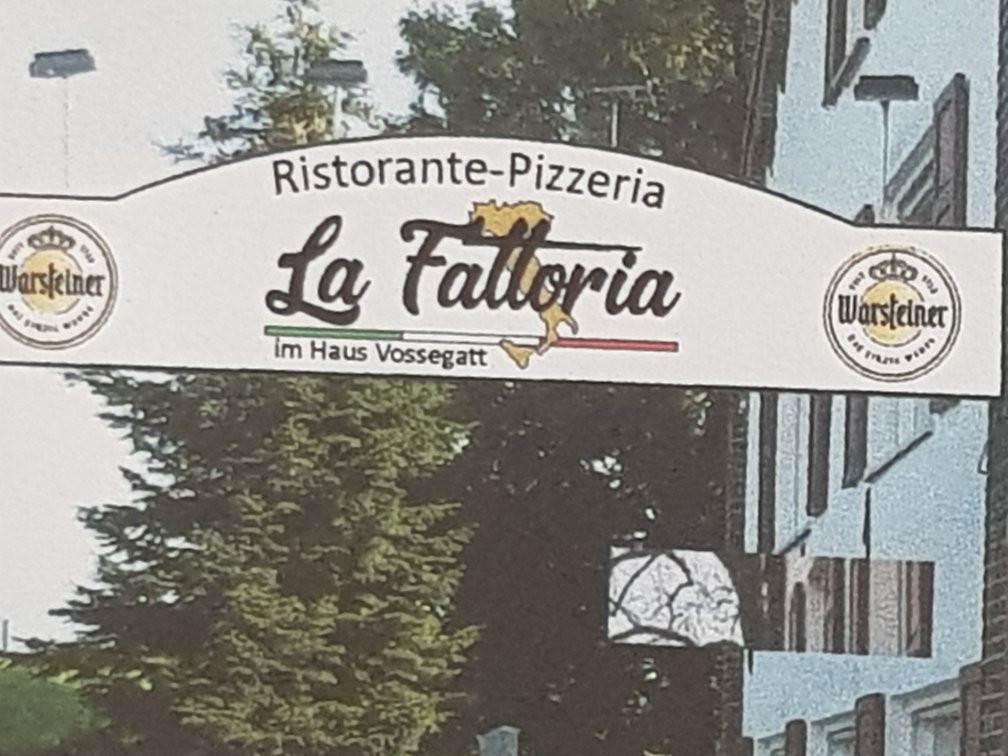 Ristorante-Pizzeria
La Fattoria
im Haus Vossegatt
Warsteiner
Warsteiner